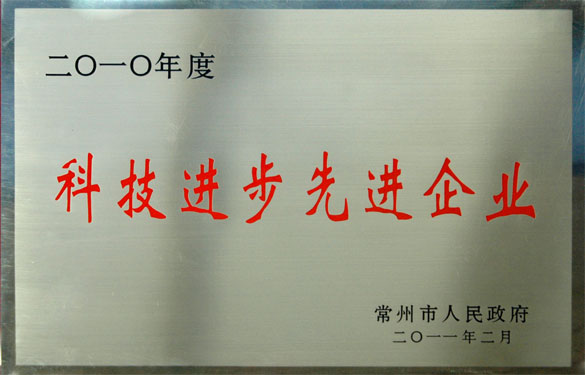 二〇一〇年度
科技进步先进企业
常州市人民政府
二〇一一年二月